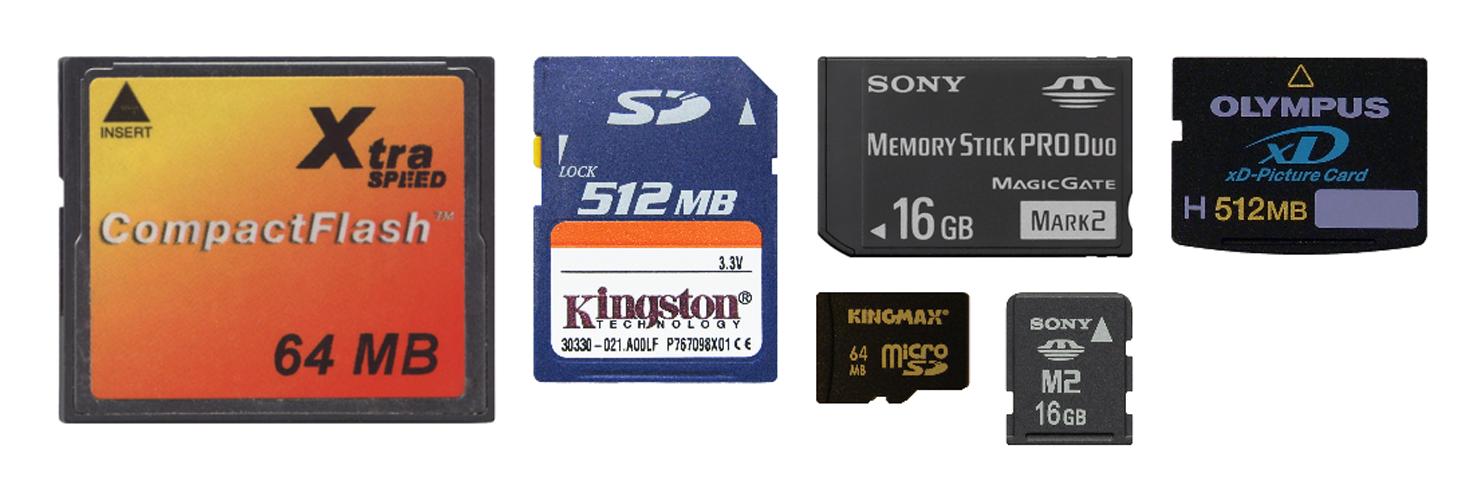 INSERT
Xtra
SPEED
CompactFlash™
64 MB
SD
LOCK
512 MB
3.3V
Kingston®
TECHNOLOGY
30330-021.A00LF P767098X01 CE
SONY
MEMORY STICK PRO DUO
MAGICGATE
16 GB MARK2
OLYMPUS
xD
xD-Picture Card
H 512MB
KINGMAX®
64 MB micro SD
SONY
M2
16 GB